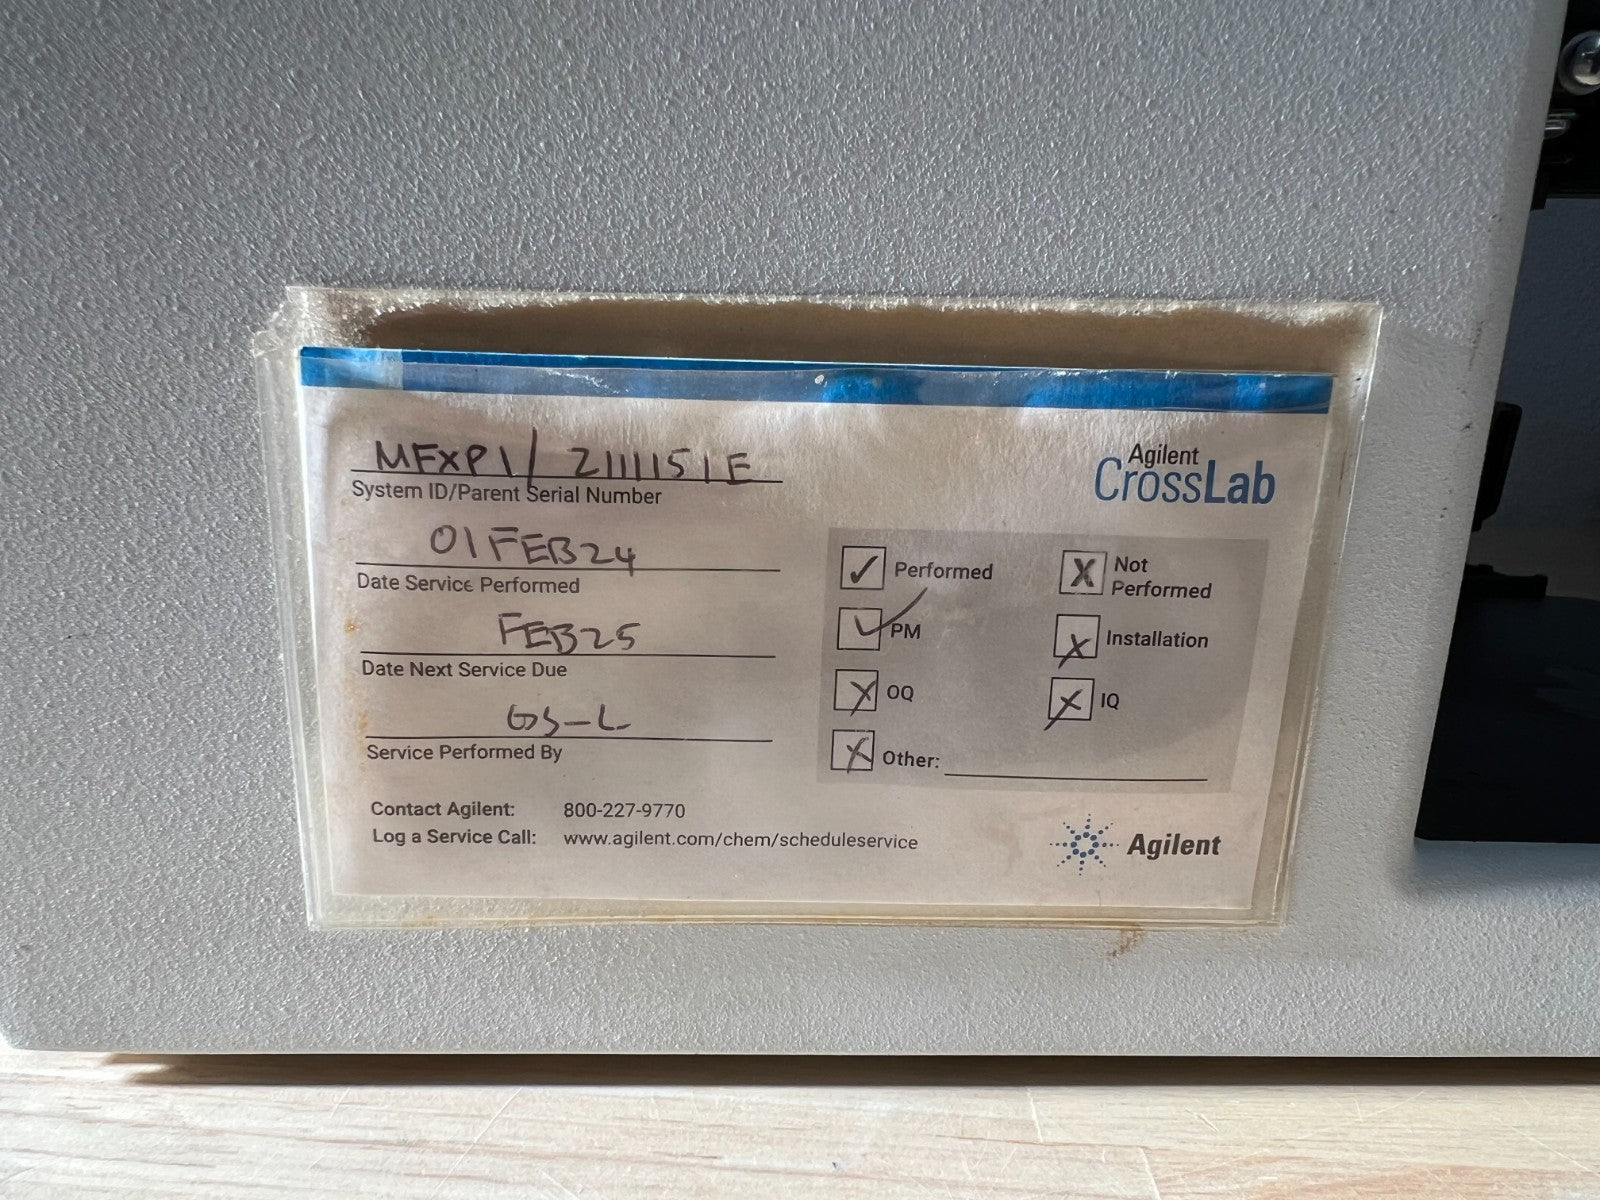 MFXP1/2111151E
System ID/Parent Serial Number
01FEB24
Date Service Performed
FEB25
Date Next Service Due
GS-L
Service Performed By
Contact Agilent: 800-227-9770
Log a Service Call: www.agilent.com/chem/scheduleservice
Agilent
CrossLab
✓ Performed
X Not
Performed
✓ PM
X Installation
X OQ
X IQ
X Other:
Agilent